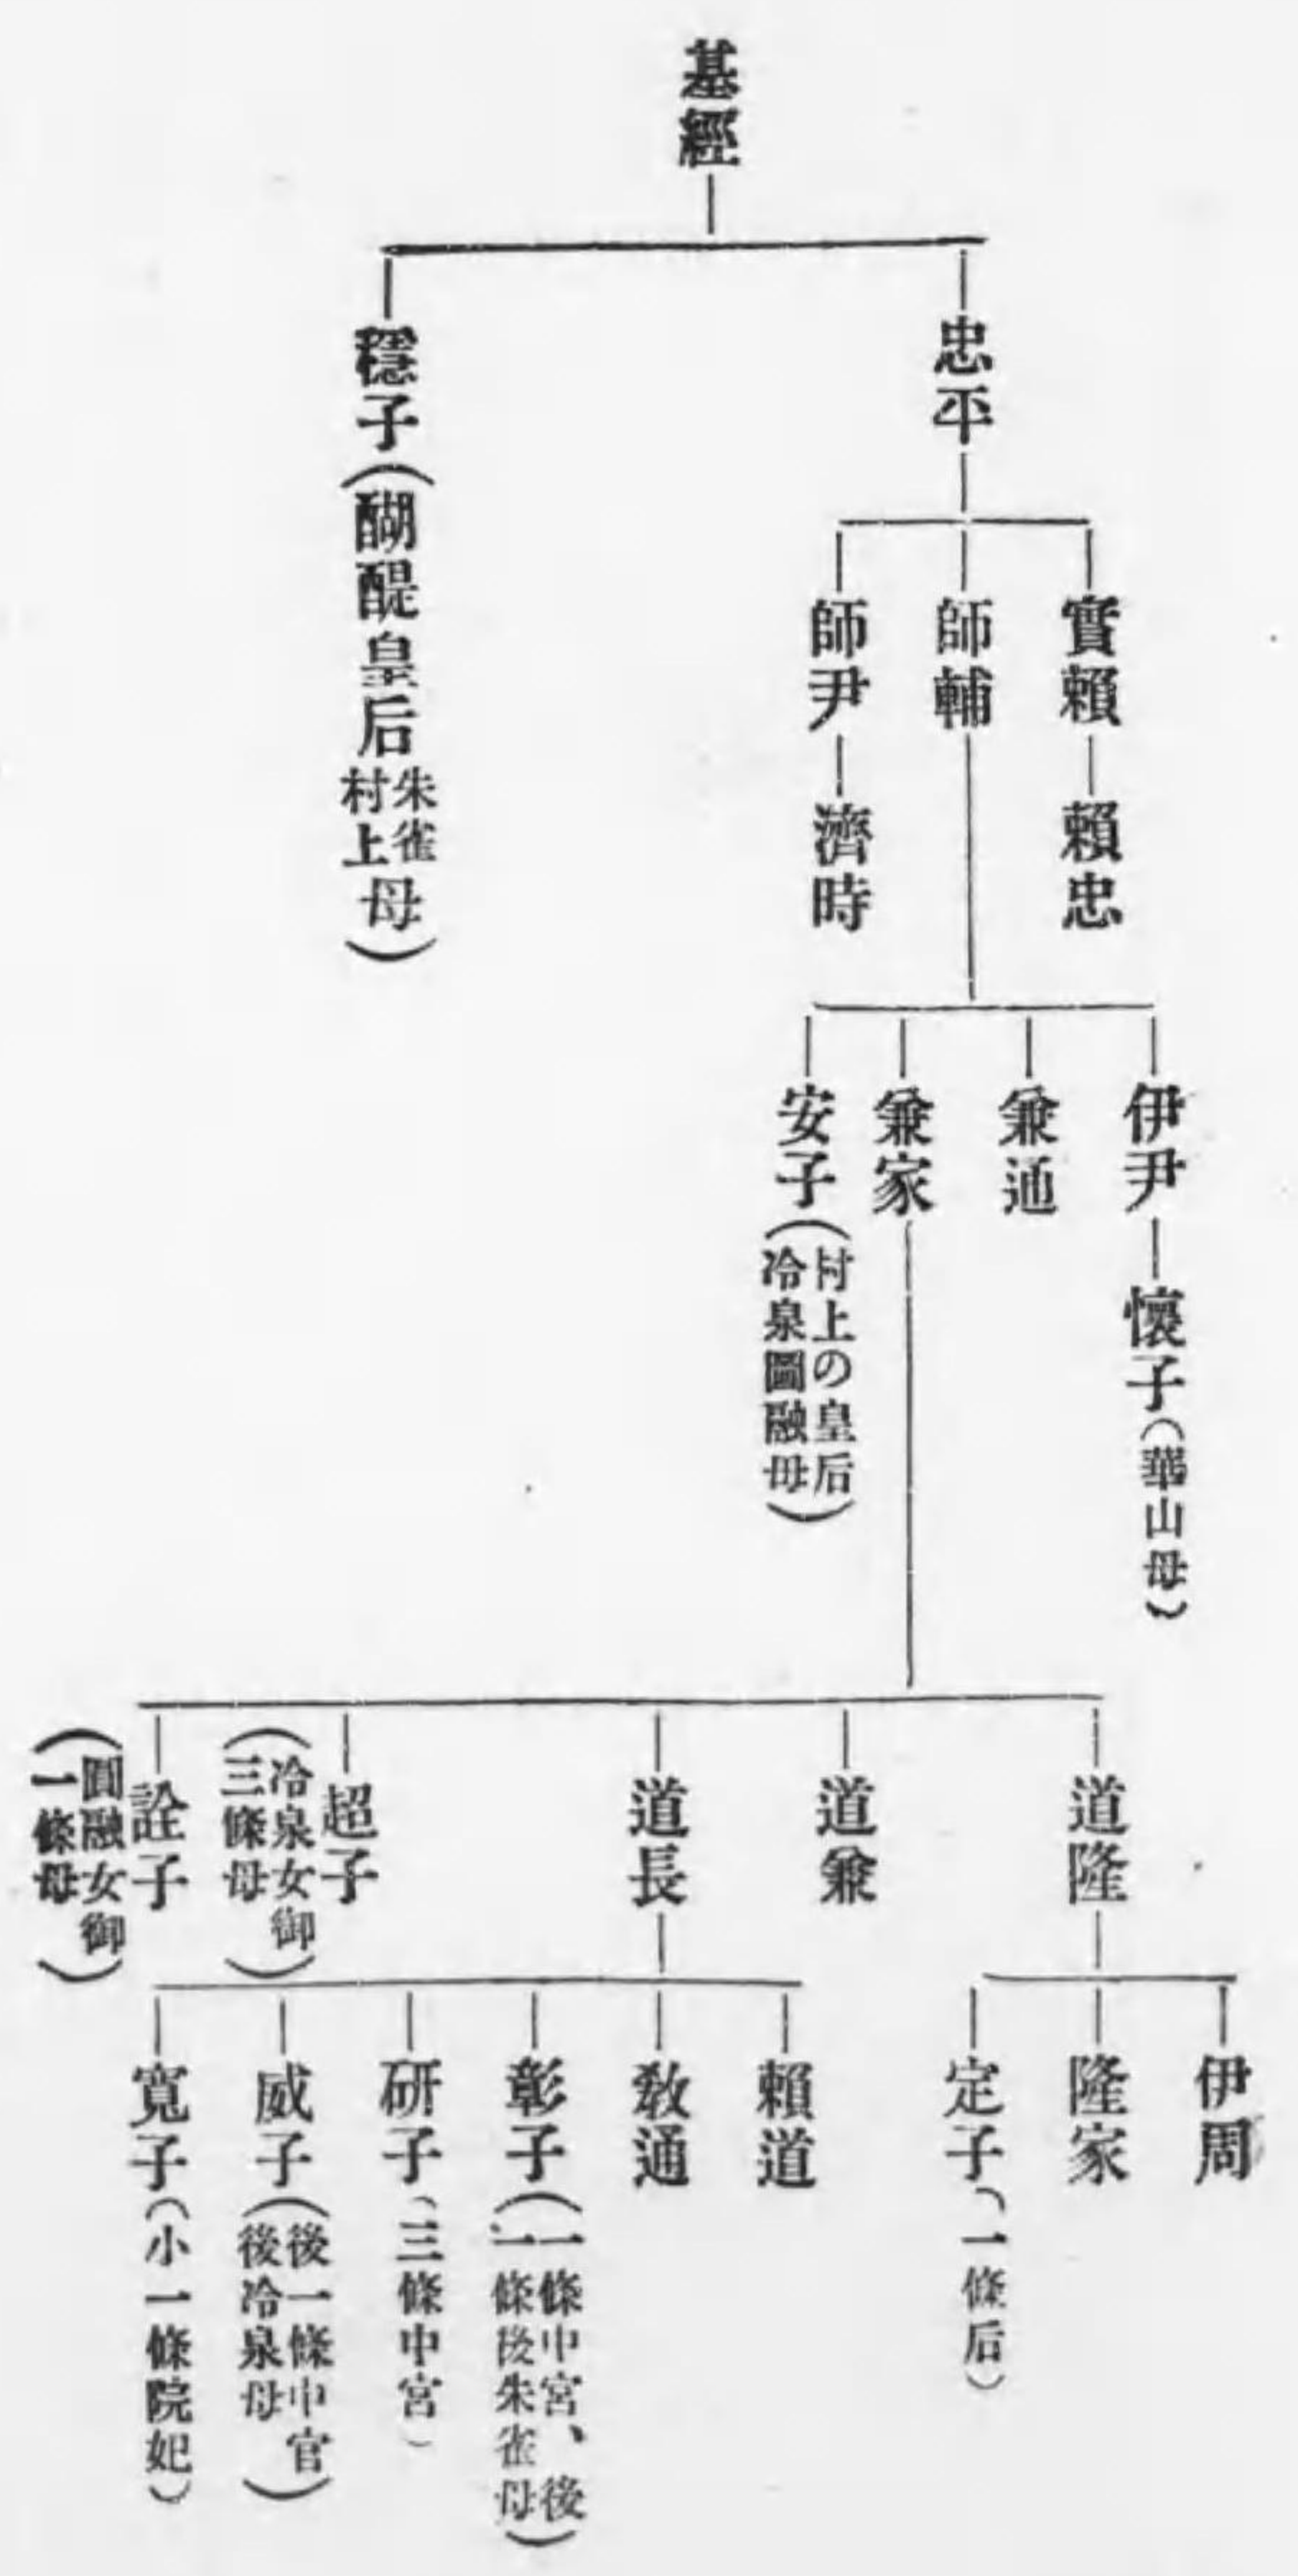 基經
忠平
穩子(醍醐皇后朱雀村上母)
實賴
賴忠
師輔
師尹
濟時
伊尹
懷子(華山母)
兼通
兼家
安子(村上の皇后
冷泉圓融母)
道隆
道兼
道長
超子
(冷泉女御
三條母)
詮子
(圓融女御
一條母)
伊周
隆家
定子(一條后)
賴道
敎通
彰子(一條中宮、後
一條後朱雀母)
研子(三條中宮)
威子(後一條中官
後冷泉母)
寬子(小一條院妃)